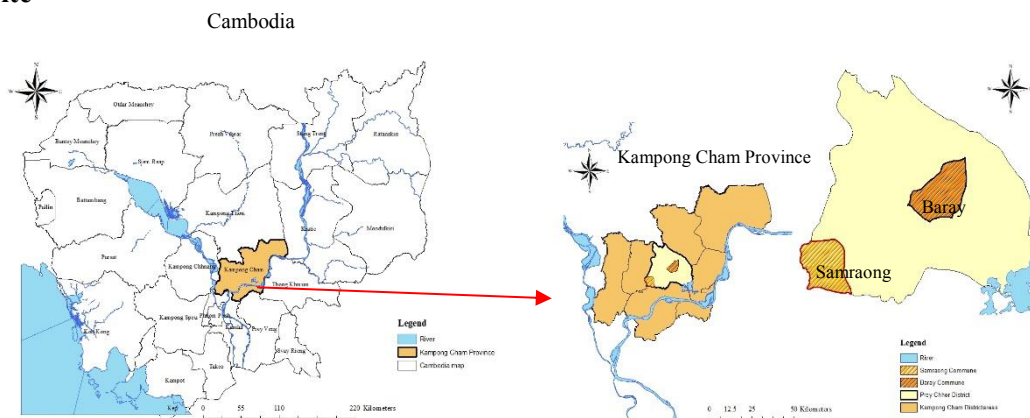 Cambodia
N
Otdar Meanchey
Banteay Meanchey
Preah Vihear
Stung Treng
Ratanakiri
Siem Reap
Battambang
Pailin
Kampong Thom
Kratie
Mondulkiri
Pursat
Kampong Chhnang
Kampong Cham
Thoung Khmum
Koh Kong
Kampong Speu
Phnom Penh
Kandal
Prey Veng
Svay Rieng
Takeo
Kampot
Kep
Legend
River
Kampong Cham Province
Cambodia map
0 55 110 220 Kilometers
Kampong Cham Province
Baray
Samraong
Legend
River
Samraong Commune
Baray Commune
Prey Chher District
Kampong Cham Districtsaeas
0 12.5 25 50 Kilometers